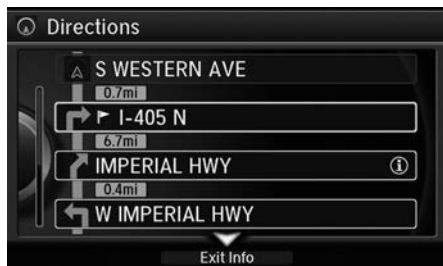 Directions
S WESTERN AVE
0.7mi
I-405 N
6.7mi
IMPERIAL HWY
0.4mi
W IMPERIAL HWY
Exit Info